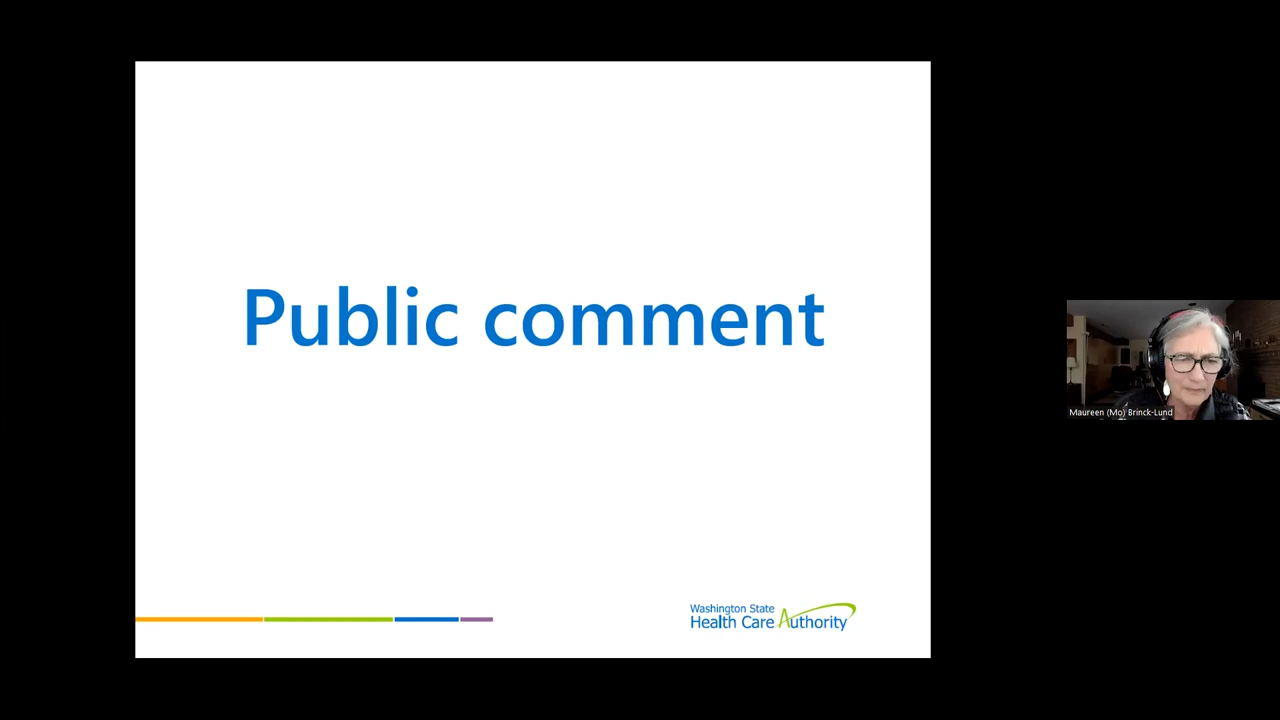 Public comment
Washington State
Health Care Authority
Maureen (Mo) Brinck-Lund